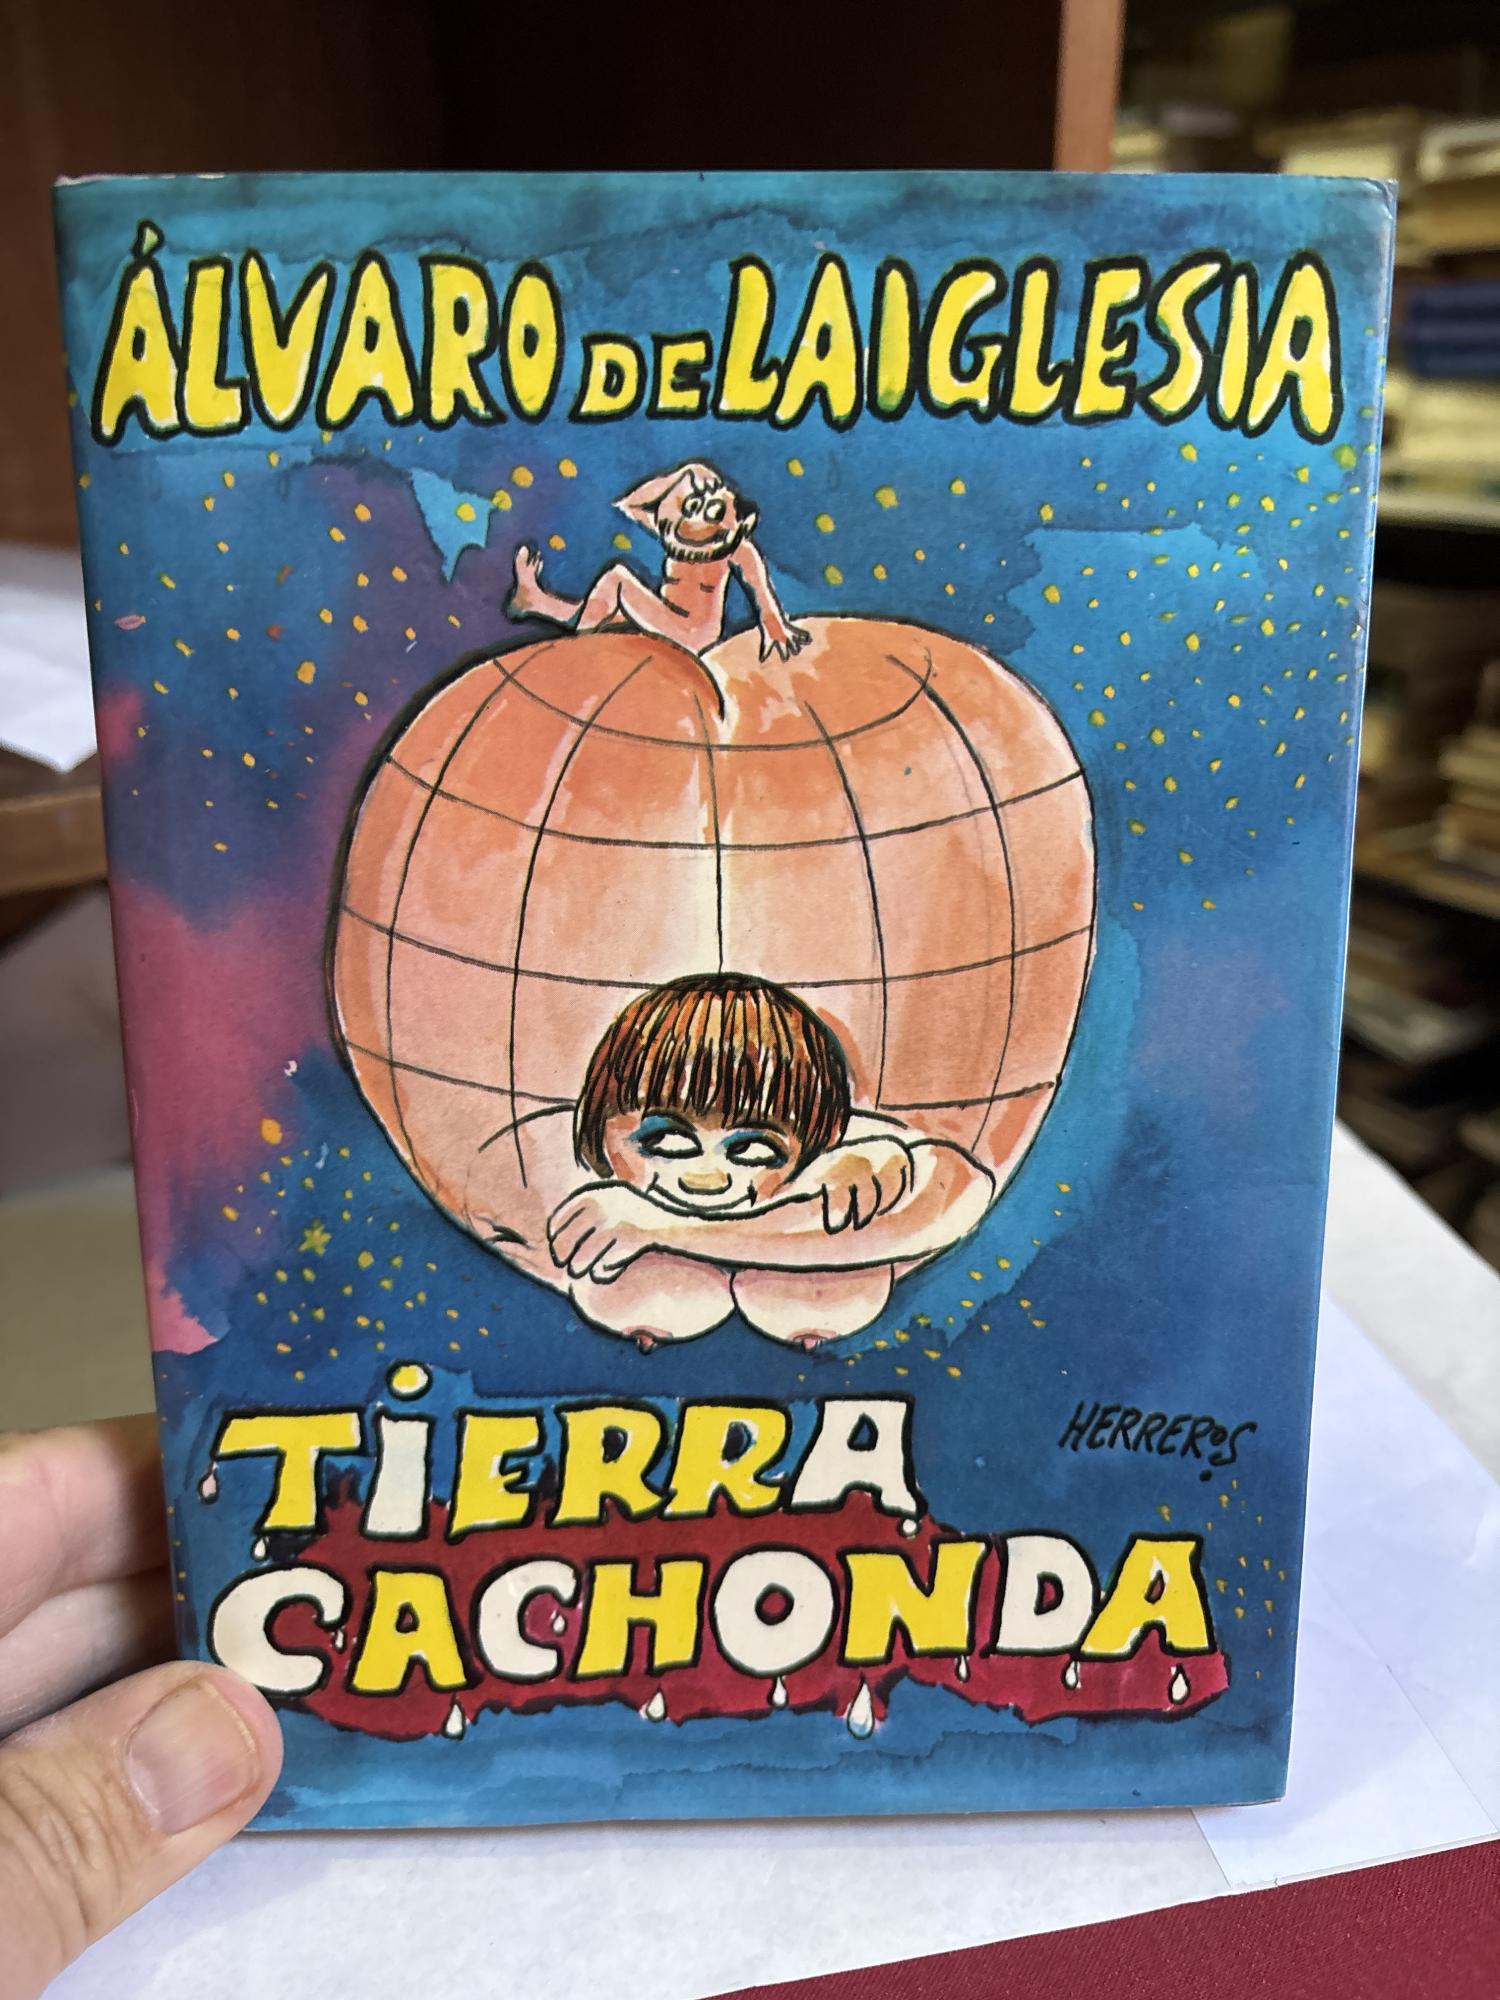 ÁLVARO DE LAIGLESIA
TiERRA
HERREROS
CACHONDA